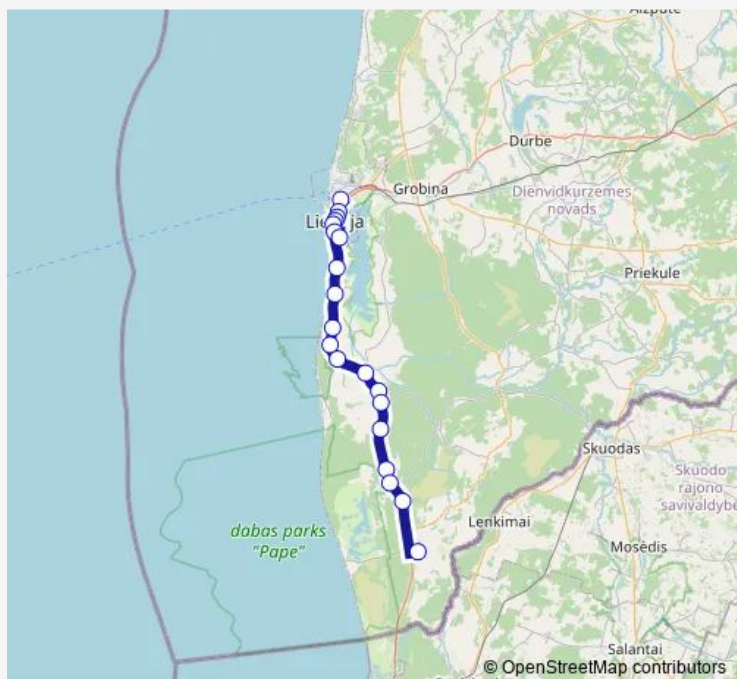 Aizpute
Durbe
Grobiņa
Dienvidkurzemes
novads
Priekule
Skuodas
Skuodo
rajono
savivaldybė
Lenkimai
dabas parks
"Pape"
Mosėdis
Salantai
© OpenStreetMap contributors